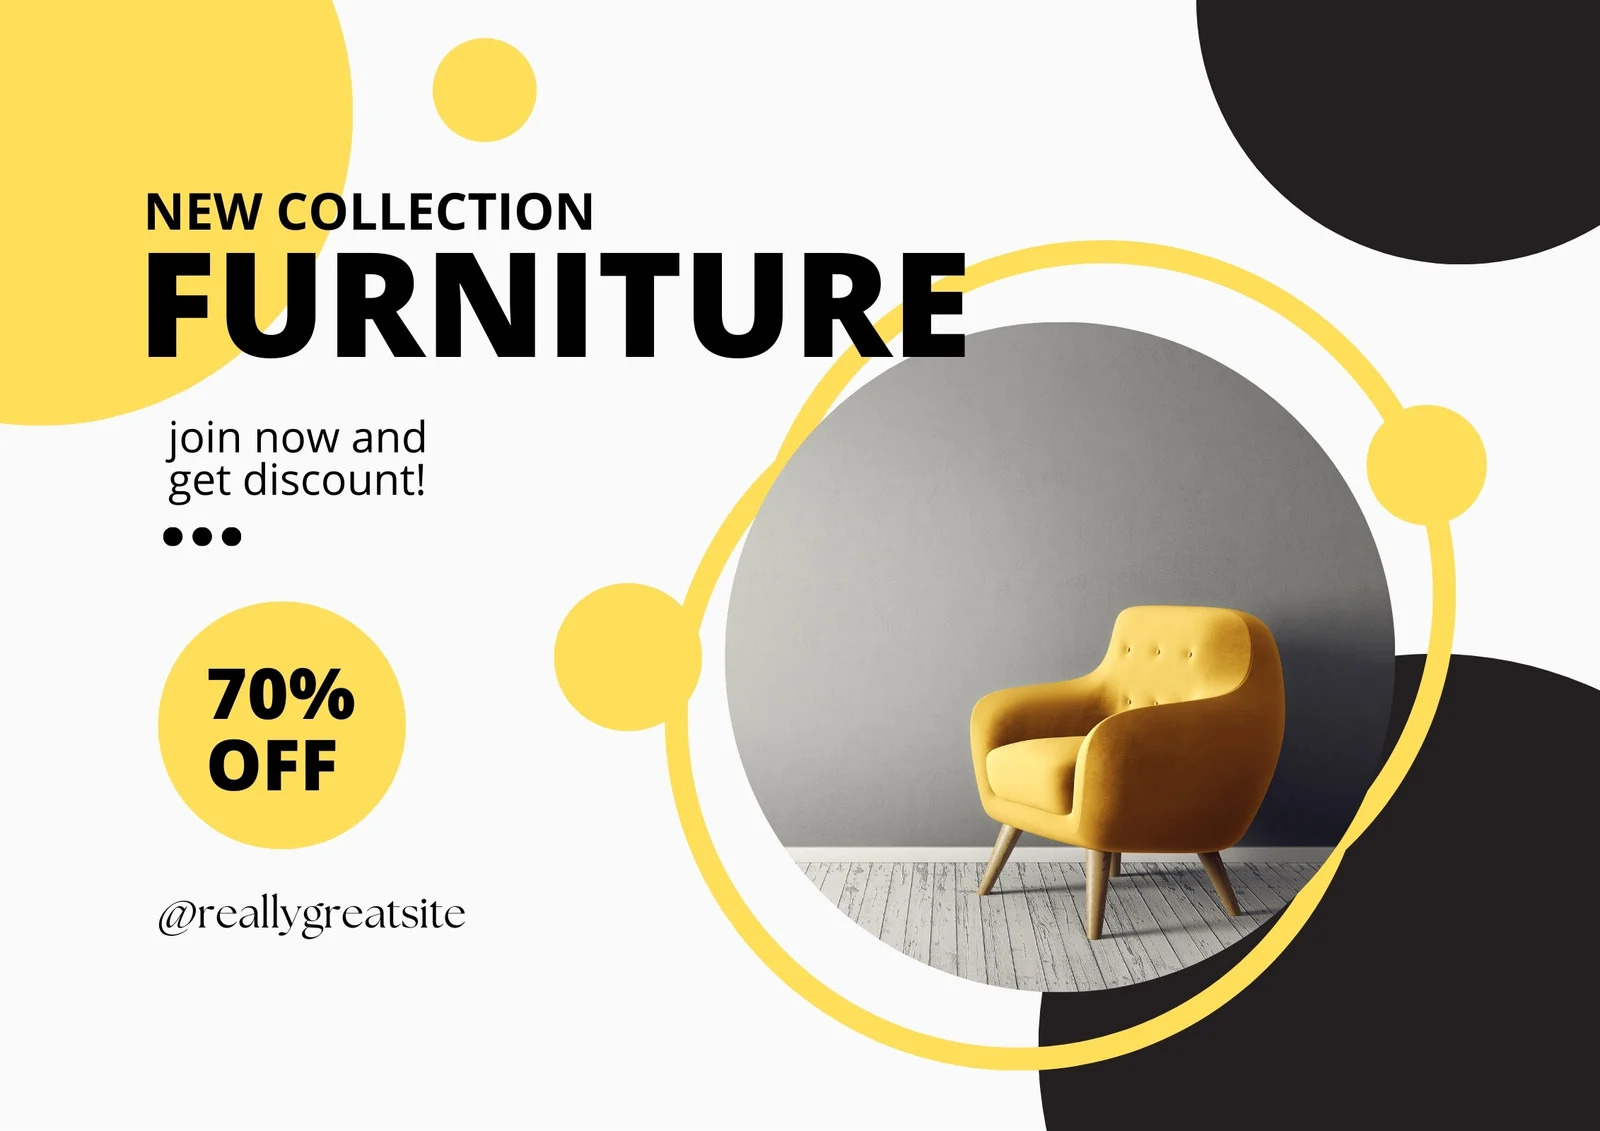 NEW COLLECTION
FURNITURE
join now and
get discount!
70%
OFF
@reallygreatsite